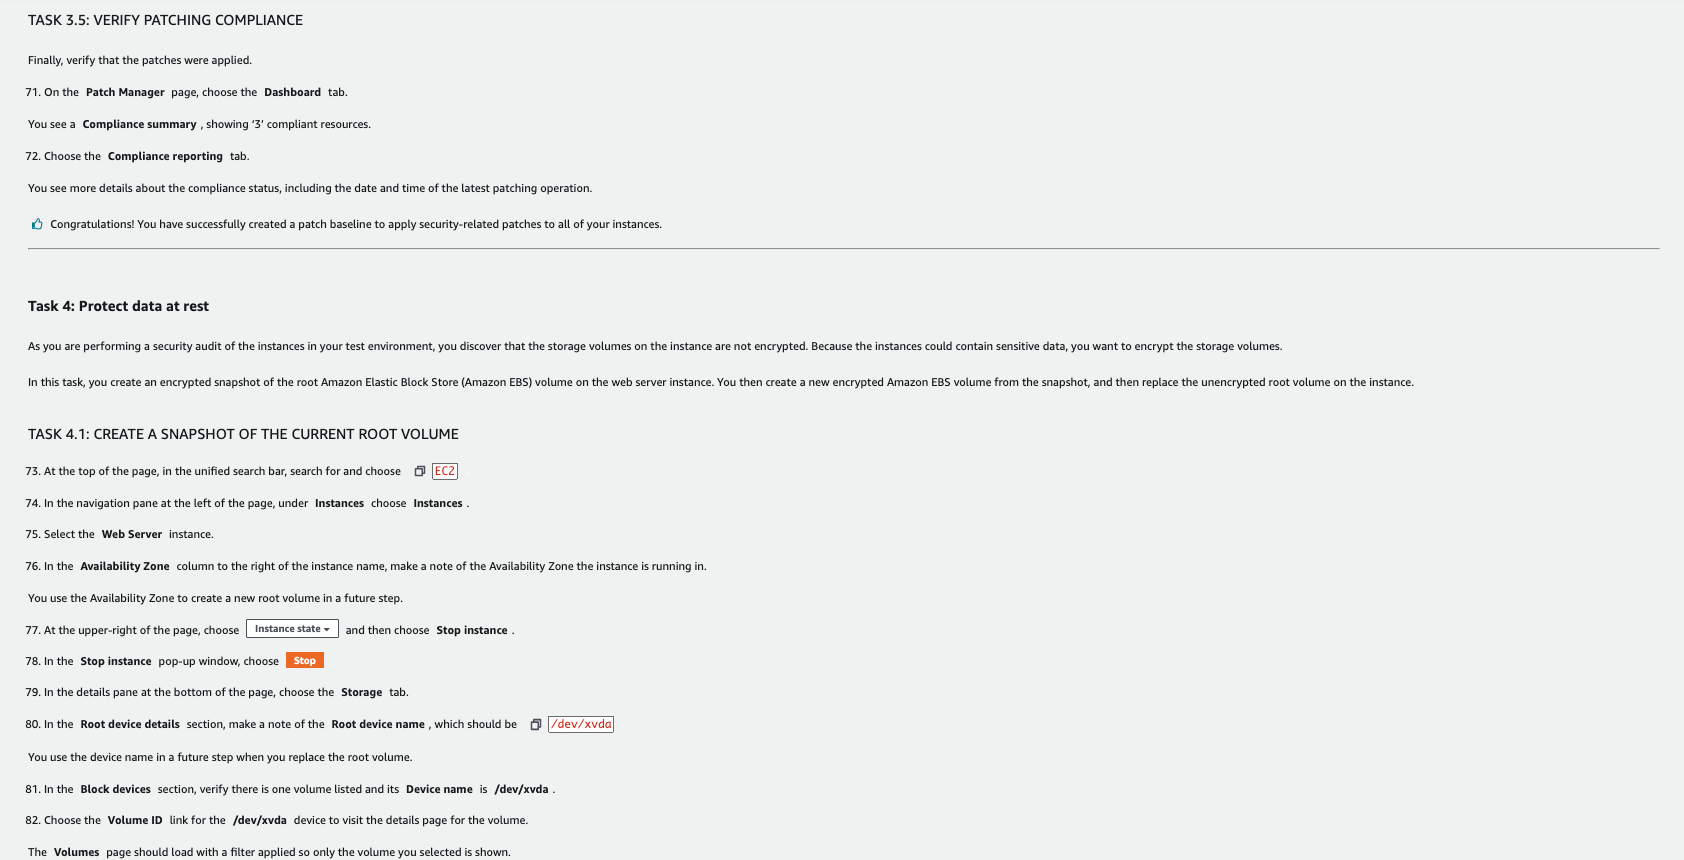 TASK 3.5: VERIFY PATCHING COMPLIANCE
Finally, verify that the patches were applied.
71. On the Patch Manager page, choose the Dashboard tab.
You see a Compliance summary , showing ‘3’ compliant resources.
72. Choose the Compliance reporting tab.
You see more details about the compliance status, including the date and time of the latest patching operation.
Congratulations! You have successfully created a patch baseline to apply security-related patches to all of your instances.
Task 4: Protect data at rest
As you are performing a security audit of the instances in your test environment, you discover that the storage volumes on the instance are not encrypted. Because the instances could contain sensitive data, you want to encrypt the storage volumes.
In this task, you create an encrypted snapshot of the root Amazon Elastic Block Store (Amazon EBS) volume on the web server instance. You then create a new encrypted Amazon EBS volume from the snapshot, and then replace the unencrypted root volume on the instance.
TASK 4.1: CREATE A SNAPSHOT OF THE CURRENT ROOT VOLUME
73. At the top of the page, in the unified search bar, search for and choose EC2
74. In the navigation pane at the left of the page, under Instances choose Instances .
75. Select the Web Server instance.
76. In the Availability Zone column to the right of the instance name, make a note of the Availability Zone the instance is running in.
You use the Availability Zone to create a new root volume in a future step.
77. At the upper-right of the page, choose Instance state and then choose Stop instance .
78. In the Stop instance pop-up window, choose Stop
79. In the details pane at the bottom of the page, choose the Storage tab.
80. In the Root device details section, make a note of the Root device name , which should be /dev/xvda
You use the device name in a future step when you replace the root volume.
81. In the Block devices section, verify there is one volume listed and its Device name is /dev/xvda .
82. Choose the Volume ID link for the /dev/xvda device to visit the details page for the volume.
The Volumes page should load with a filter applied so only the volume you selected is shown.